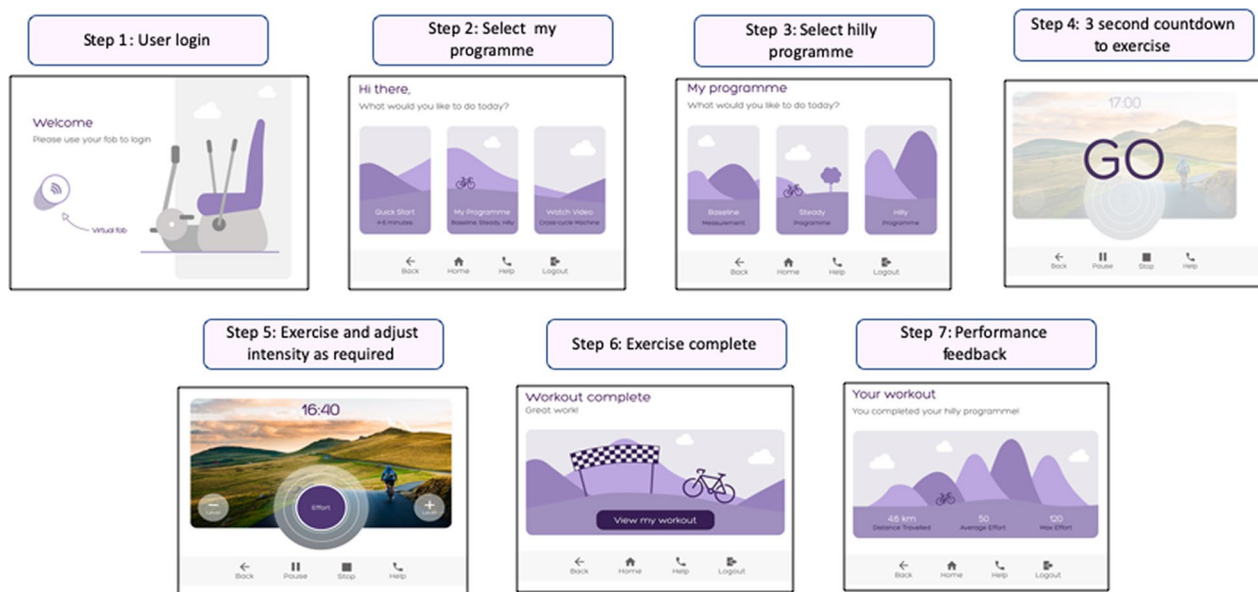 Step 1: User login
Welcome
Please use your fob to login
Virtual fob
Step 2: Select my
programme
Hi there,
What would you like to do today?
Quick Start
4-6 minutes
My Programme
Baseline, Steady, Hilly
Watch Video
Cross-cycle Machine
Back
Home
Help
Logout
Step 3: Select hilly
programme
My programme
What would you like to do today?
Baseline
Measurement
Steady
Programme
Hilly
Programme
Back
Home
Help
Logout
Step 4: 3 second countdown
to exercise
17:00
GO
Back
Pause
Stop
Help
Step 5: Exercise and adjust
intensity as required
16:40
Level
Effort
Level
Back
Pause
Stop
Help
Step 6: Exercise complete
Workout complete
Great work!
View my workout
Back
Home
Help
Logout
Step 7: Performance
feedback
Your workout
You completed your hilly programme!
4.6 km
Distance Travelled
50
Average Effort
120
Max Effort
Back
Home
Help
Logout